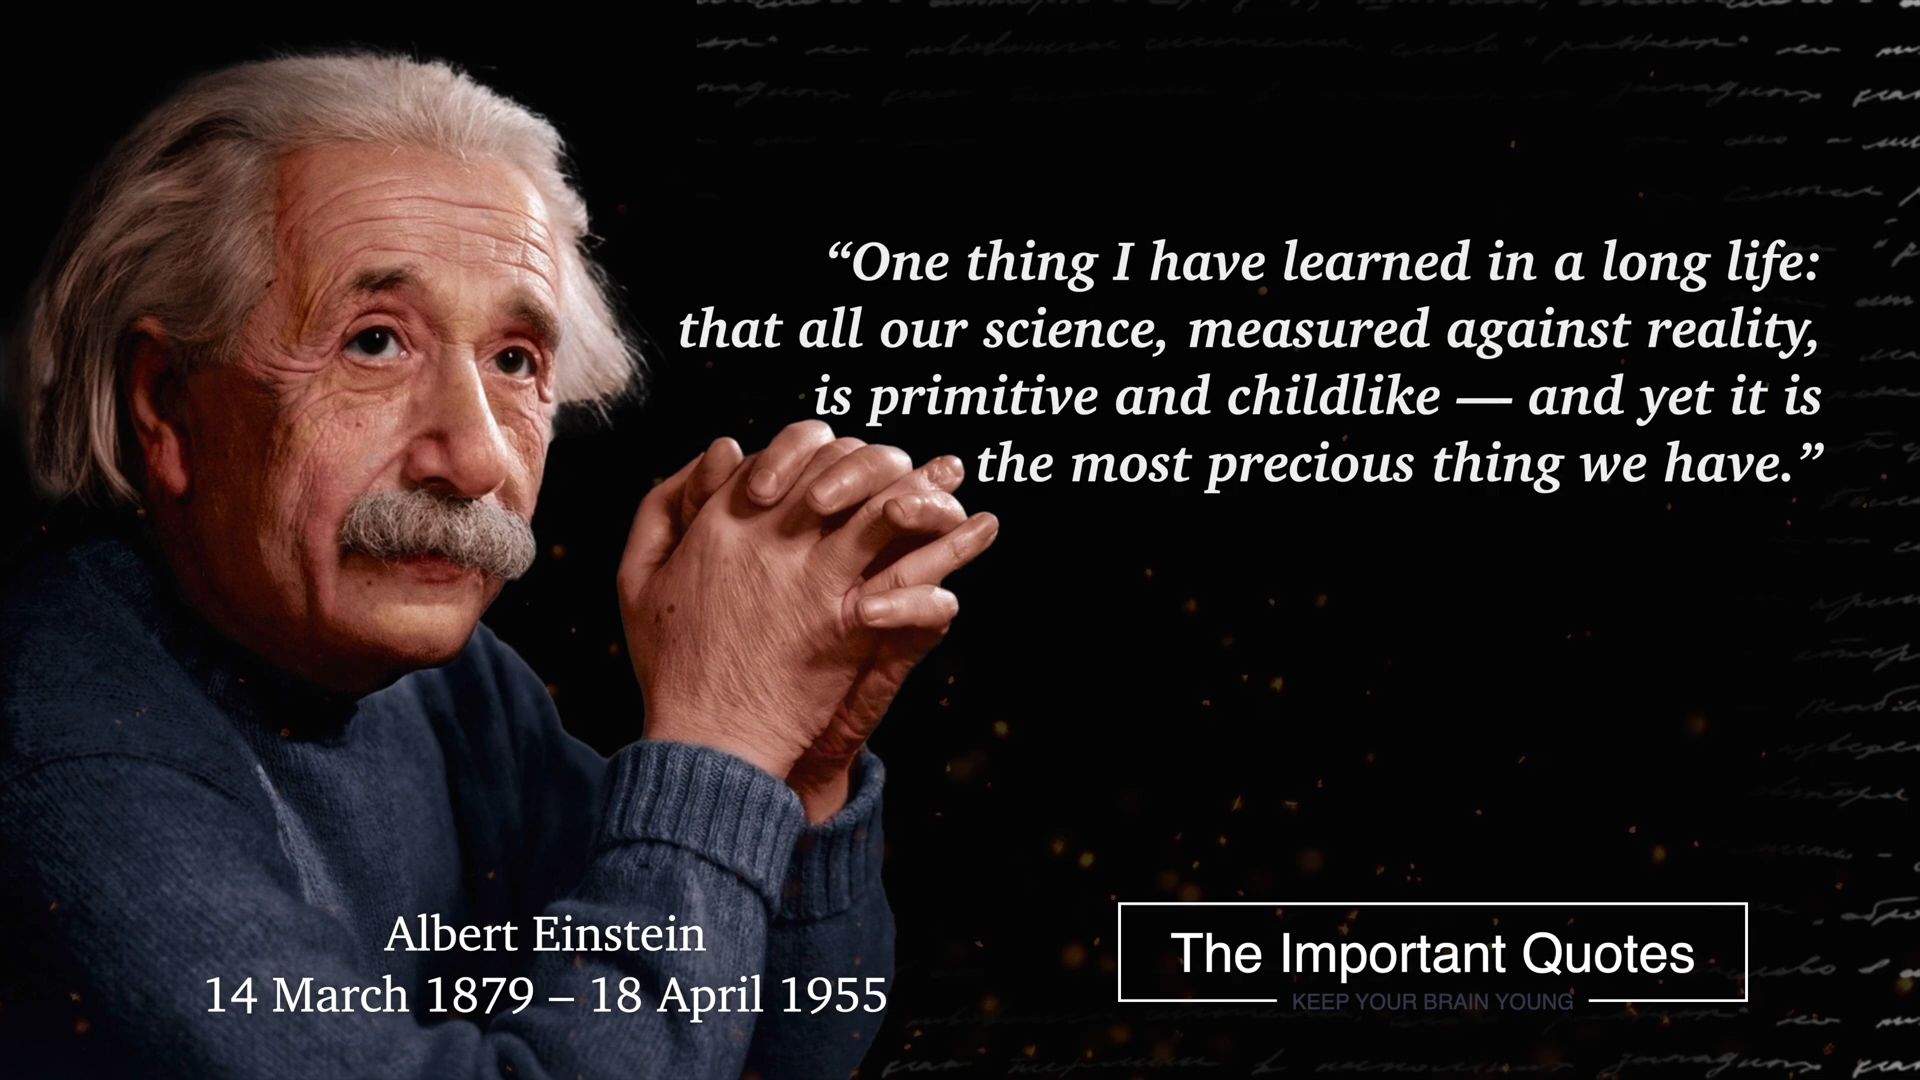 “One thing I have learned in a long life:
that all our science, measured against reality,
is primitive and childlike — and yet it is
the most precious thing we have.”
Albert Einstein
14 March 1879 – 18 April 1955
The Important Quotes
KEEP YOUR BRAIN YOUNG